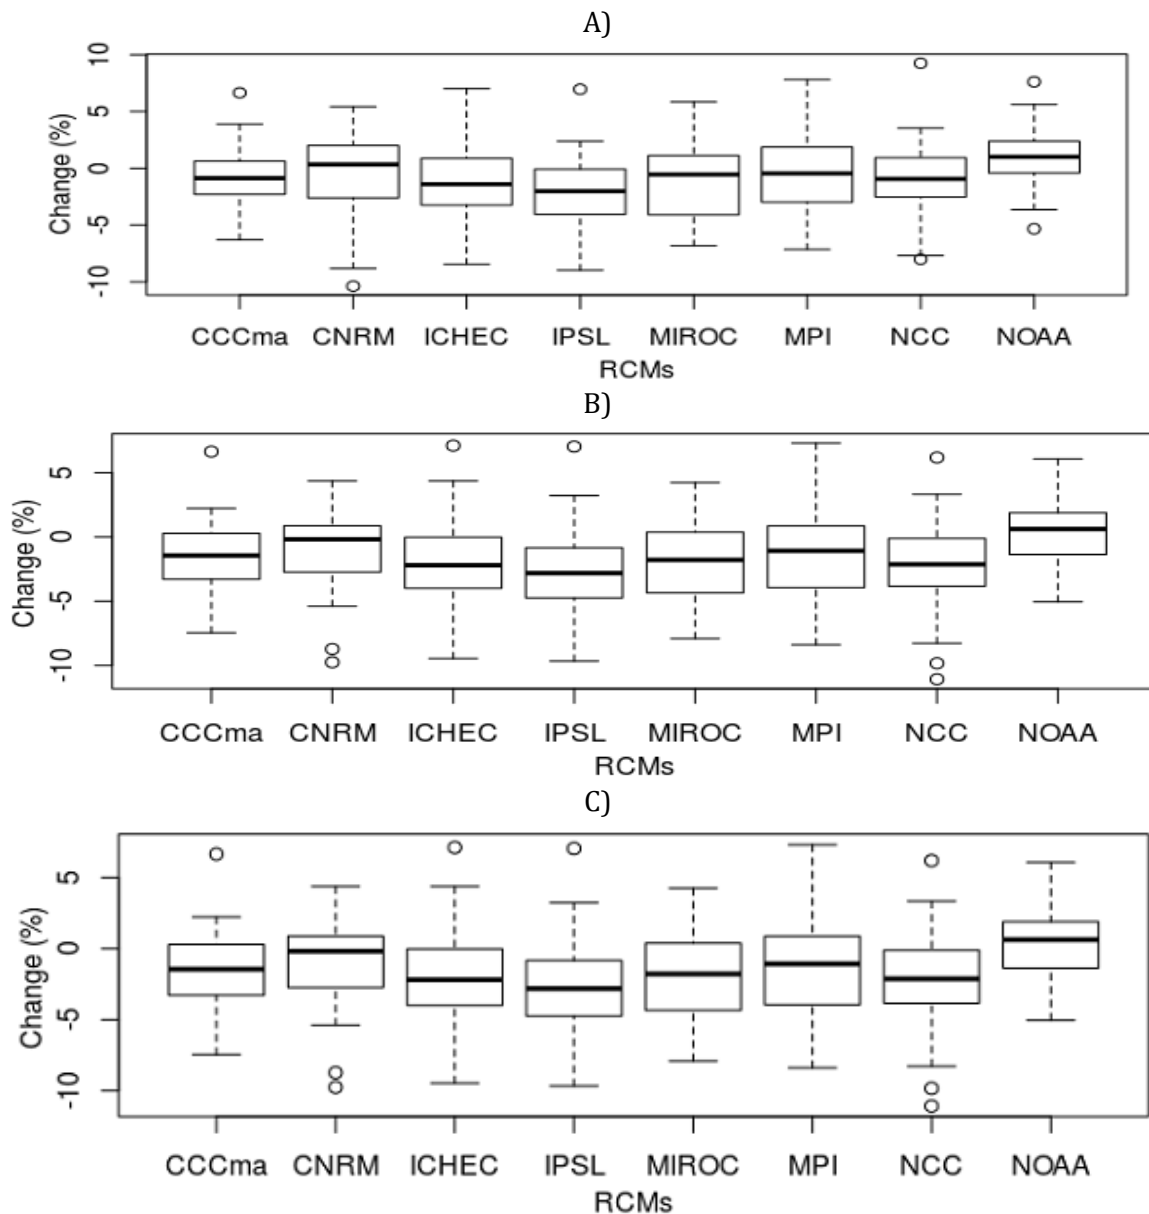 A)
Change (%)
10
5
0
-5
-10
CCCma CNRM ICHEC IPSL MIROC MPI NCC NOAA
RCMs
B)
Change (%)
5
0
-5
-10
CCCma CNRM ICHEC IPSL MIROC MPI NCC NOAA
RCMs
C)
Change (%)
5
0
-5
-10
CCCma CNRM ICHEC IPSL MIROC MPI NCC NOAA
RCMs